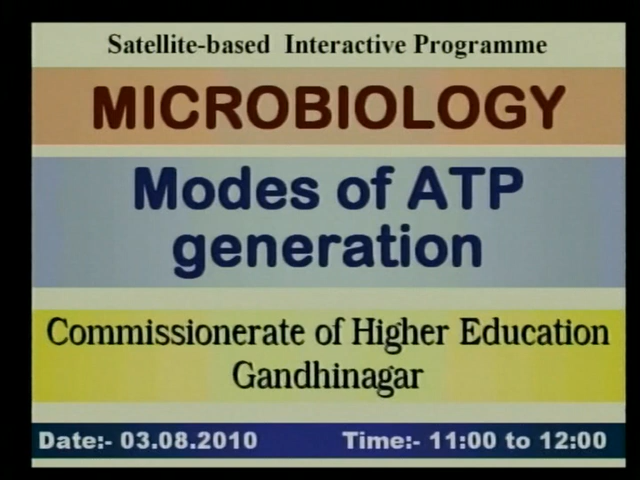 Satellite-based Interactive Programme
MICROBIOLOGY
Modes of ATP
generation
Commissionerate of Higher Education
Gandhinagar
Date:- 03.08.2010 Time:- 11:00 to 12:00